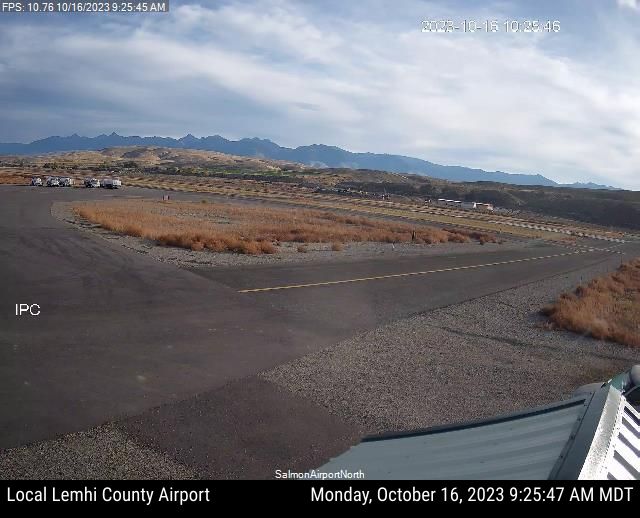 FPS: 10.76 10/16/2023 9:25:45 AM
2023-10-16 10:25:46
IPC
SalmonAirportNorth
Local Lemhi County Airport Monday, October 16, 2023 9:25:47 AM MDT